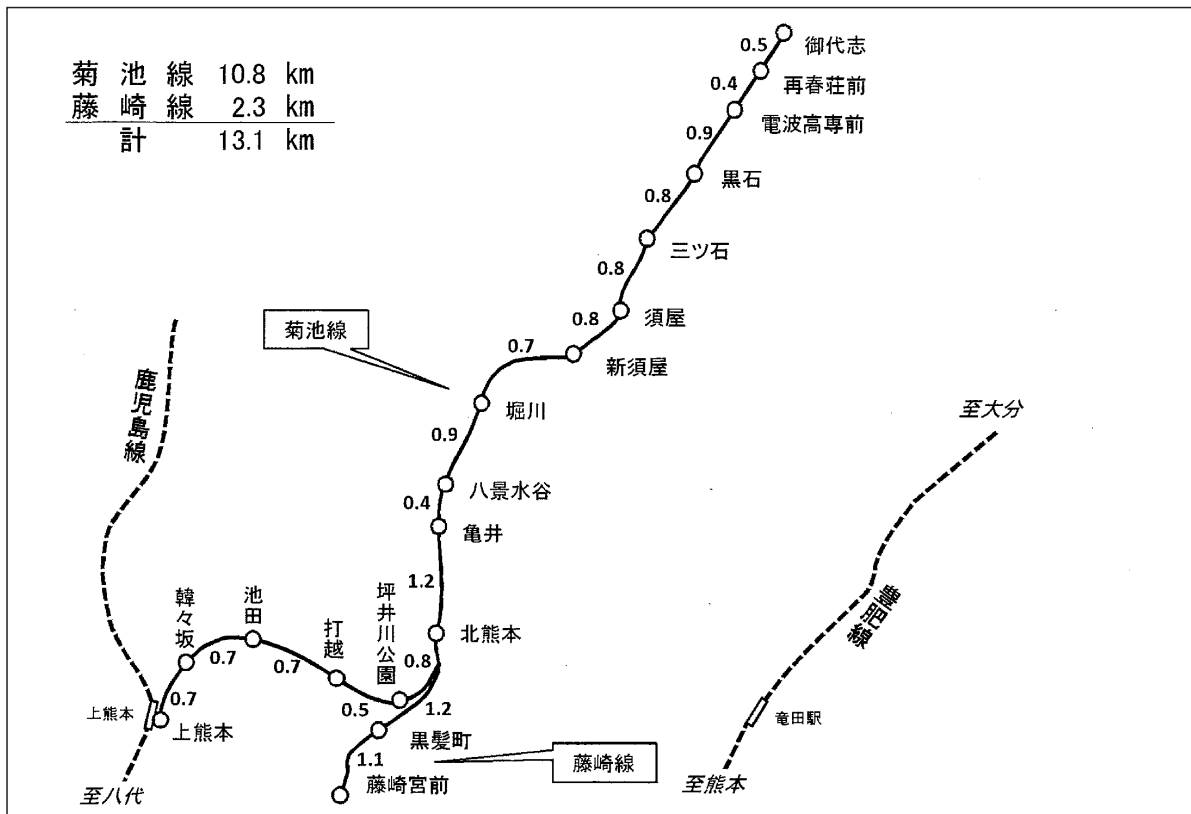 菊池線 10.8 km
藤崎線 2.3 km
計 13.1 km
御代志
0.5
再春荘前
0.4
電波高専前
0.9
黒石
0.8
三ツ石
0.8
須屋
0.8
新須屋
0.7
菊池線
堀川
0.9
八景水谷
0.4
亀井
1.2
北熊本
0.8
坪井川公園
0.5
打越
0.7
池田
0.7
韓々坂
0.7
上熊本
上熊本
鹿児島線
至八代
1.2
黒髪町
1.1
藤崎宮前
藤崎線
至大分
豊肥線
竜田駅
至熊本